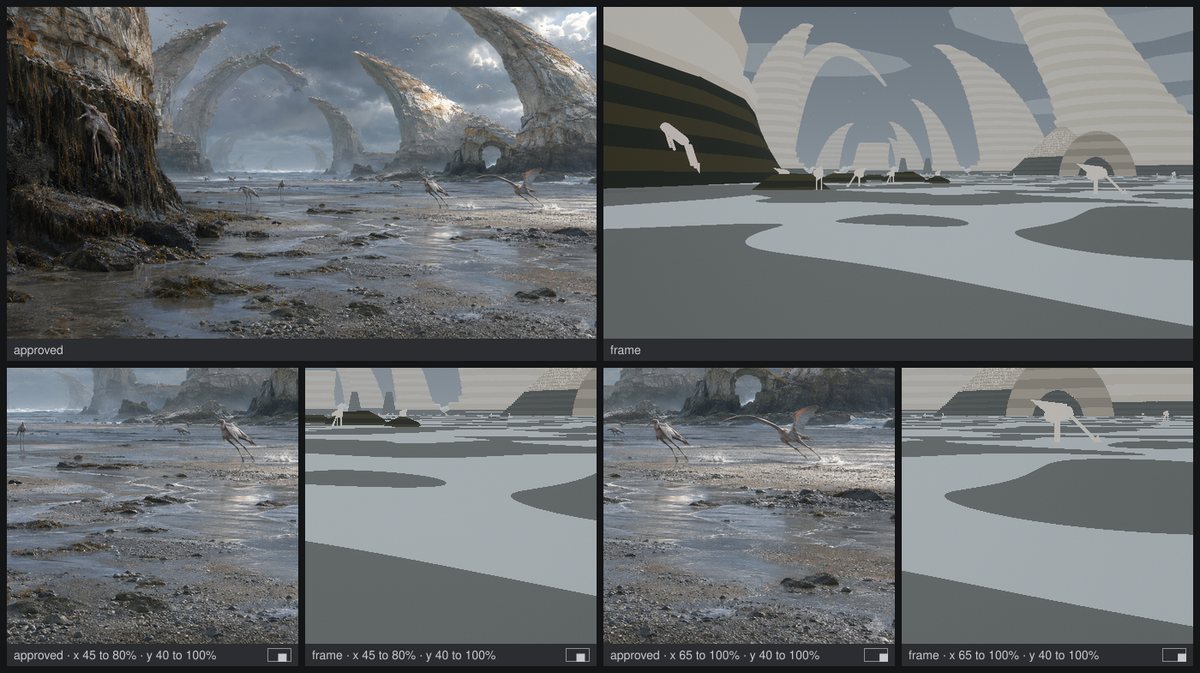 approved
frame
approved · x 45 to 80% · y 40 to 100%
frame · x 45 to 80% · y 40 to 100%
approved · x 65 to 100% · y 40 to 100%
frame · x 65 to 100% · y 40 to 100%